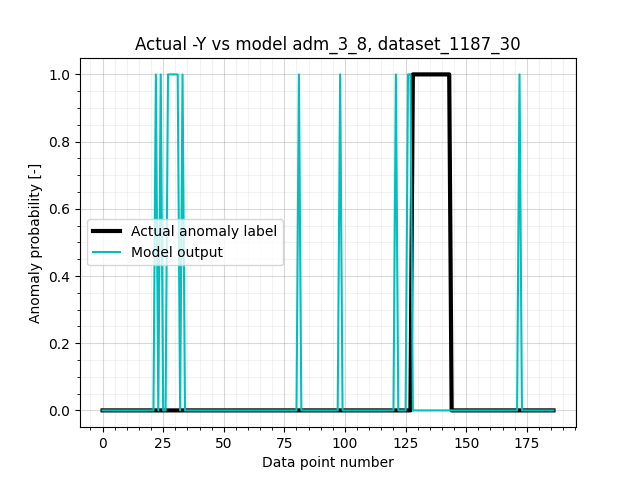 Actual -Y vs model adm_3_8, dataset_1187_30
1.0
0.8
0.6
0.4
0.2
0.0
Anomaly probability [-]
Actual anomaly label
Model output
0 25 50 75 100 125 150 175
Data point number